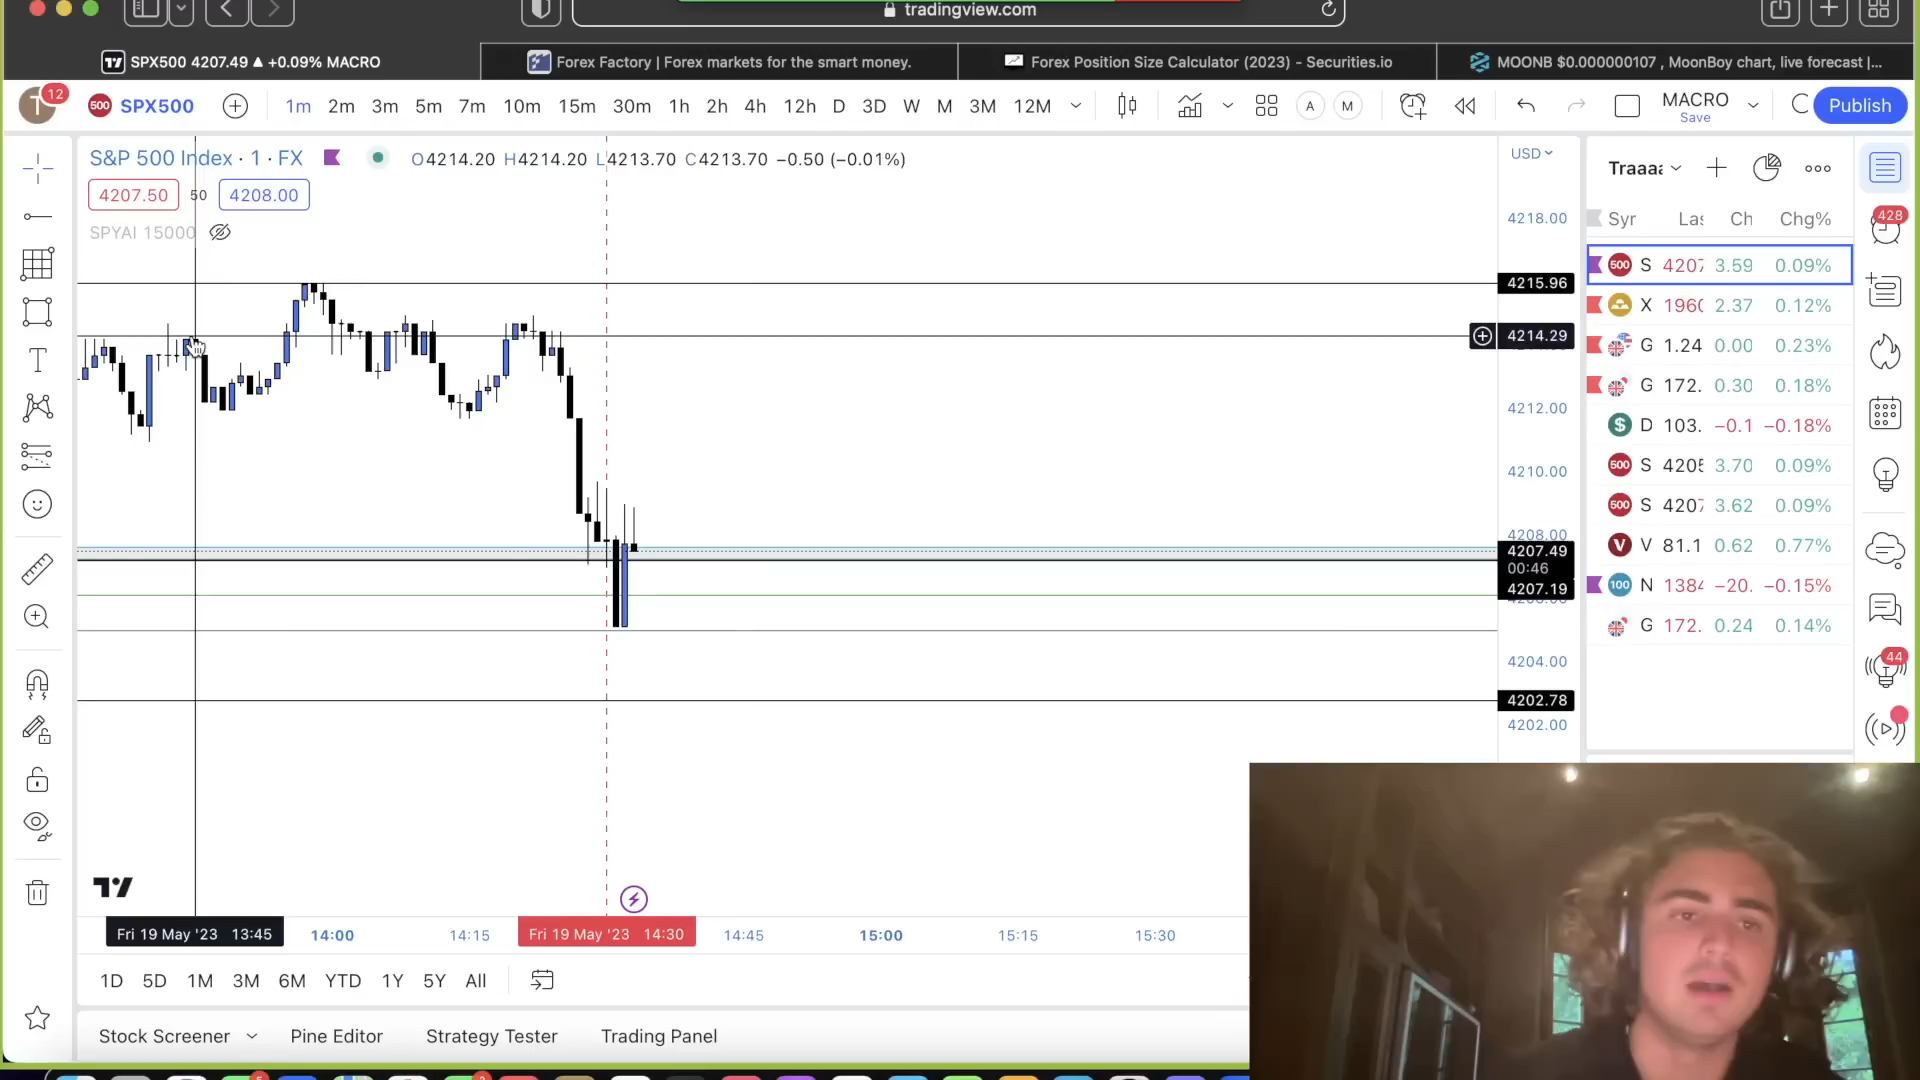 tradingview.com
SPX500 4207.49 ▲ +0.09% MACRO
Forex Factory | Forex markets for the smart money.
Forex Position Size Calculator (2023) - Securities.io
MOONB $0.000000107 , MoonBoy chart, live forecast |...
T 12
500 SPX500
1m 2m 3m 5m 7m 10m 15m 30m 1h 2h 4h 12h D 3D W M 3M 12M
A M
MACRO
Save
Publish
S&P 500 Index · 1 · FX
O4214.20 H4214.20 L4213.70 C4213.70 −0.50 (−0.01%)
4207.50 50 4208.00
SPYAI 15000
USD
4218.00
4215.96
4214.29
4212.00
4210.00
4208.00
4207.49
00:46
4207.19
4204.00
4202.78
4202.00
Traaa
Syr Las Ch Chg%
500 S 4207 3.59 0.09%
X 1960 2.37 0.12%
G 1.24 0.00 0.23%
G 172. 0.30 0.18%
$ D 103. −0.1 −0.18%
500 S 4205 3.70 0.09%
500 S 4207 3.62 0.09%
V V 81.1 0.62 0.77%
100 N 1384 −20. −0.15%
G 172. 0.24 0.14%
428
44
Fri 19 May '23 13:45
14:00
14:15
Fri 19 May '23 14:30
14:45
15:00
15:15
15:30
1D 5D 1M 3M 6M YTD 1Y 5Y All
Stock Screener Pine Editor Strategy Tester Trading Panel